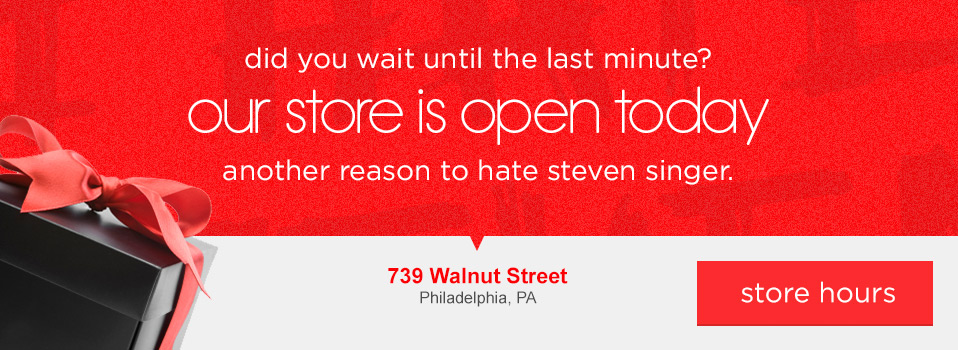 did you wait until the last minute?
our store is open today
another reason to hate steven singer.
739 Walnut Street
Philadelphia, PA
store hours